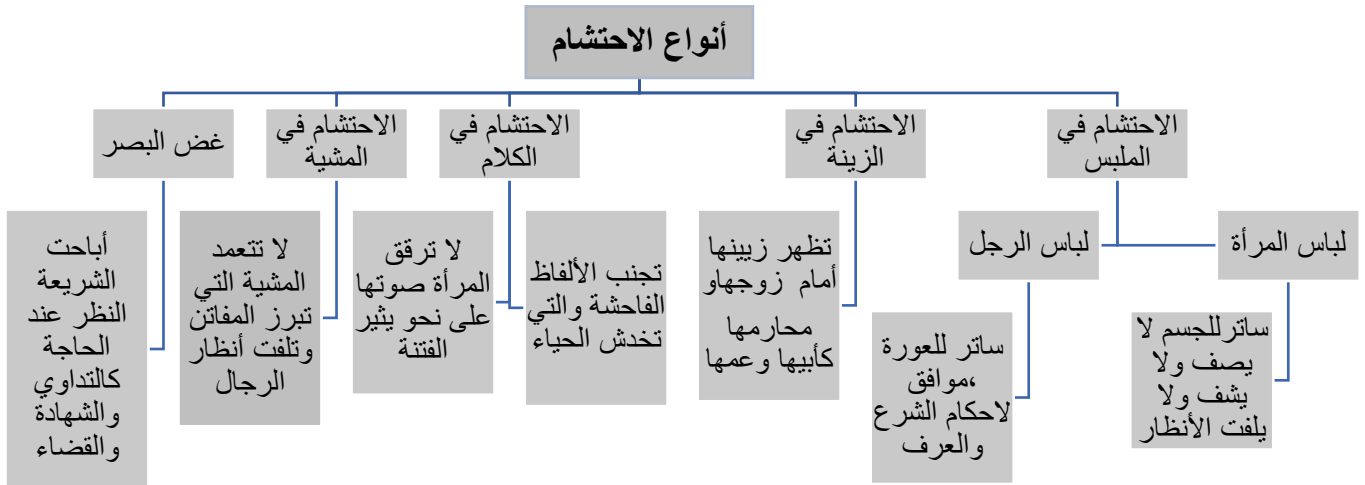 أنواع الاحتشام
الاحتشام في
الملبس
لباس المرأة
ساترللجسم لا
يصف ولا
يشف ولا
يلفت الأنظار
لباس الرجل
ساتر للعورة
،موافق
لاحكام الشرع
والعرف
الاحتشام في
الزينة
تظهر زيينها
أمام زوجهاو
محارمها
كأبيها وعمها
الاحتشام في
الكلام
تجنب الألفاظ
الفاحشة والتي
تخدش الحياء
لا ترقق
المرأة صوتها
على نحو يثير
الفتنة
الاحتشام في
المشية
لا تتعمد
المشية التي
تبرز المفاتن
وتلفت أنظار
الرجال
غض البصر
أباحت
الشريعة
النظر عند
الحاجة
كالتداوي
والشهادة
والقضاء